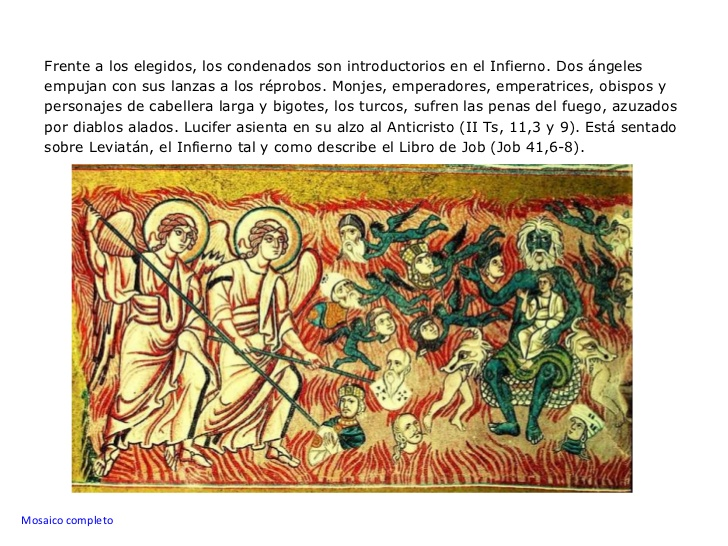 Frente a los elegidos, los condenados son introductorios en el Infierno. Dos ángeles
empujan con sus lanzas a los réprobos. Monjes, emperadores, emperatrices, obispos y
personajes de cabellera larga y bigotes, los turcos, sufren las penas del fuego, azuzados
por diablos alados. Lucifer asienta en su alzo al Anticristo (II Ts, 11,3 y 9). Está sentado
sobre Leviatán, el Infierno tal y como describe el Libro de Job (Job 41,6-8).
Mosaico completo